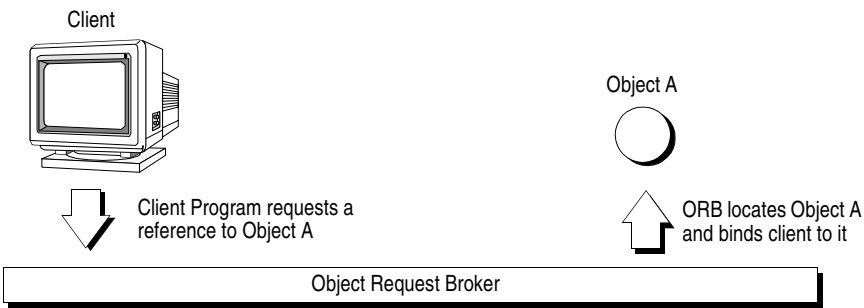 Client
Object A
Client Program requests a
reference to Object A
ORB locates Object A
and binds client to it
Object Request Broker